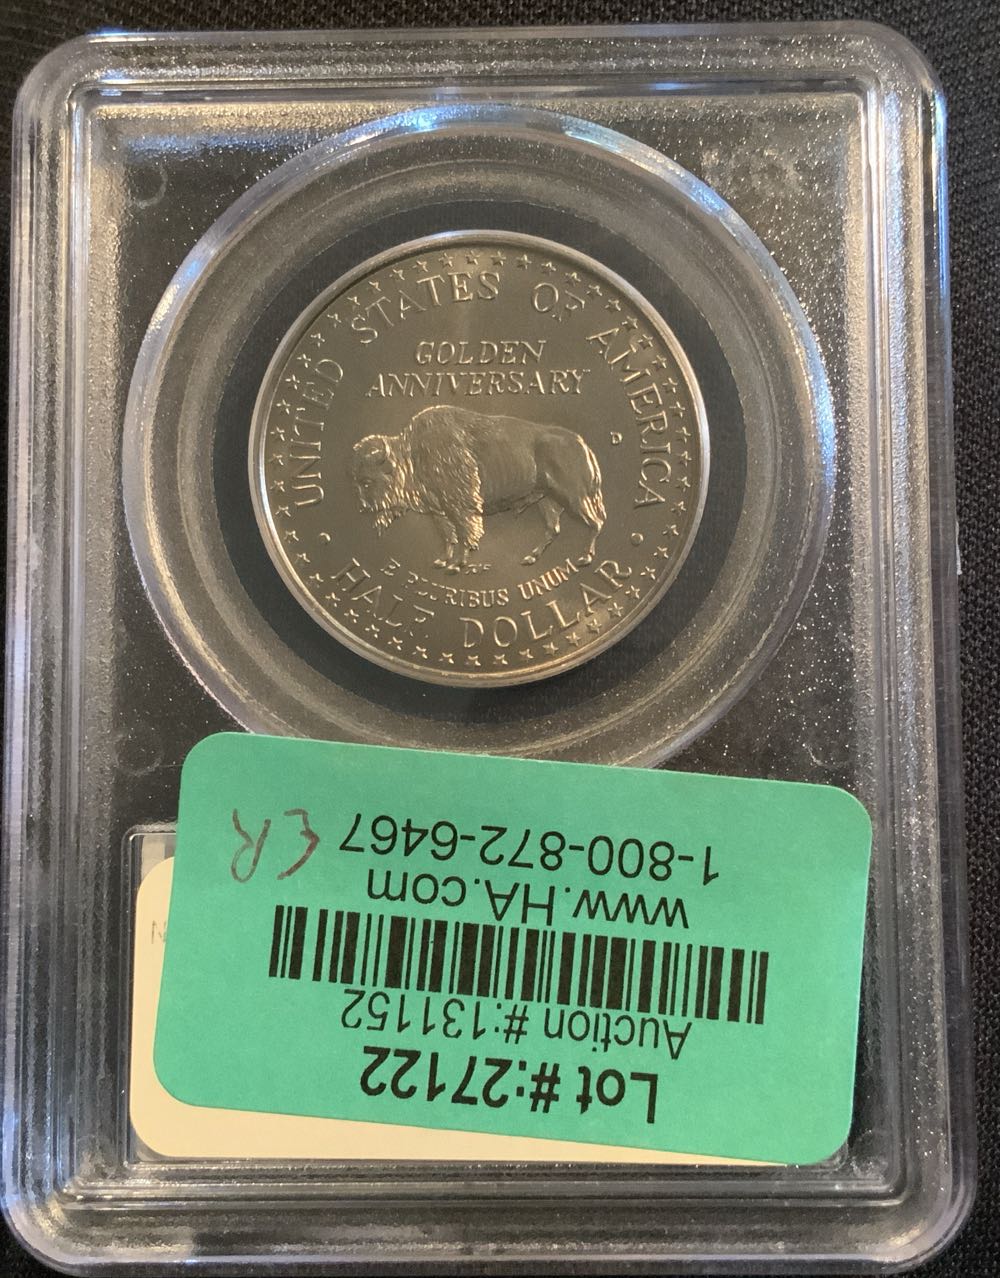 UNITED STATES OF AMERICA
GOLDEN
ANNIVERSARY
D
E PLURIBUS UNUM
HALF DOLLAR
Lot #:27122
Auction #:131152
www.HA.com
1-800-872-6467
ER